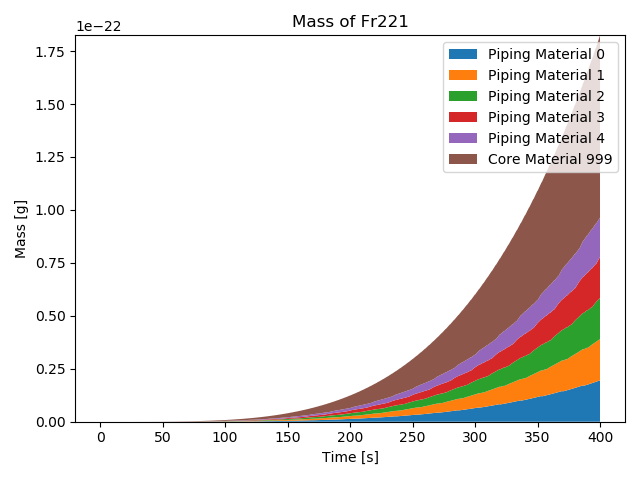 Mass of Fr221
1e−22
1.75
1.50
1.25
1.00
0.75
0.50
0.25
0.00
Mass [g]
Piping Material 0
Piping Material 1
Piping Material 2
Piping Material 3
Piping Material 4
Core Material 999
0 50 100 150 200 250 300 350 400
Time [s]